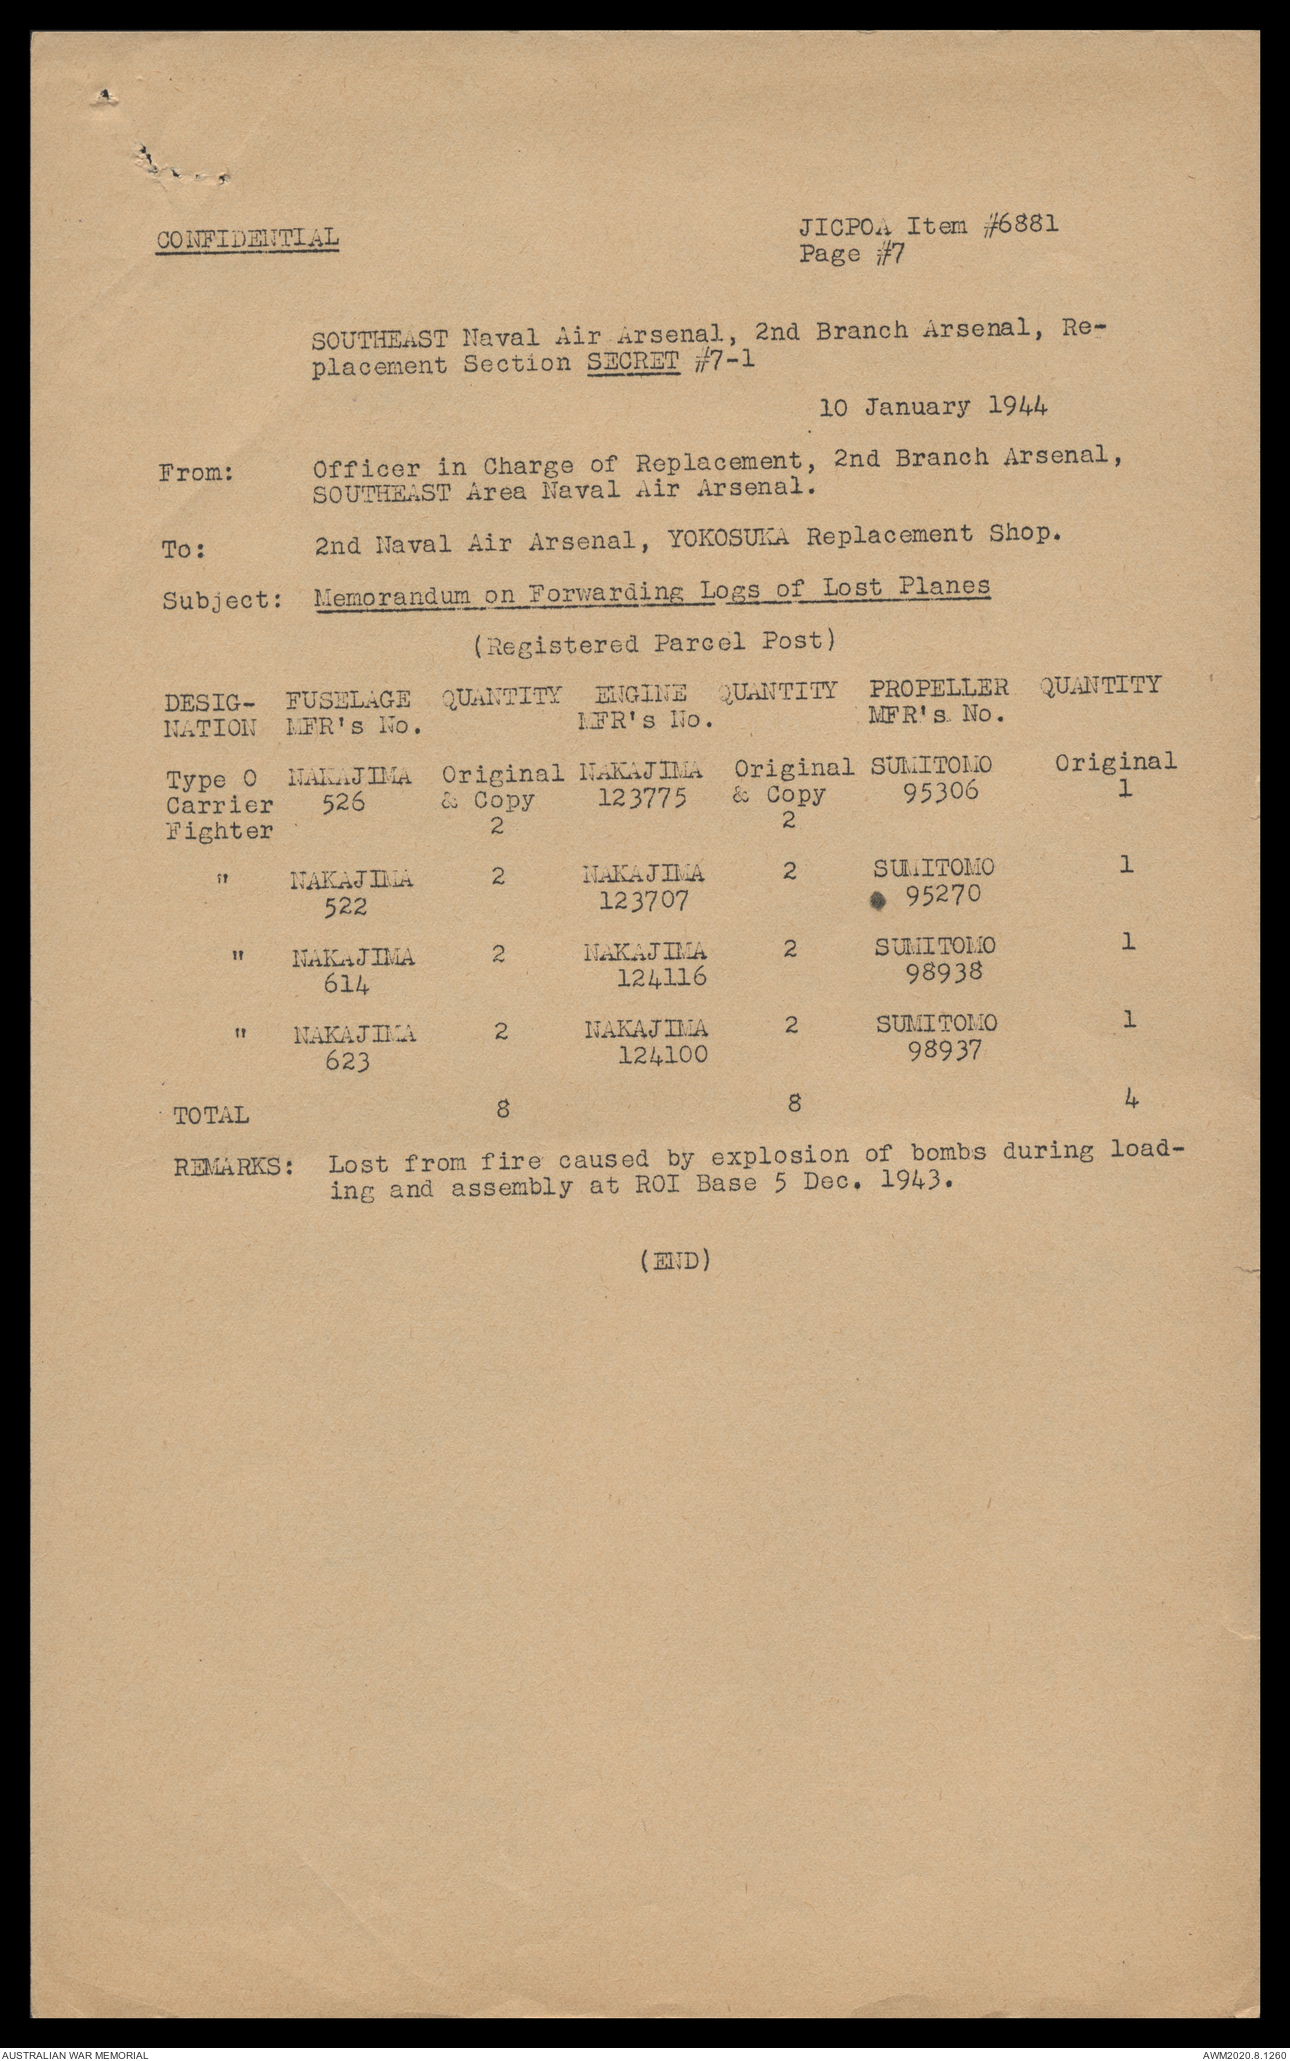 CONFIDENTIAL
JICPOA Item #6881
Page #7
SOUTHEAST Naval Air Arsenal, 2nd Branch Arsenal, Re-
placement Section SECRET #7-1
10 January 1944
From: Officer in Charge of Replacement, 2nd Branch Arsenal,
SOUTHEAST Area Naval Air Arsenal.
To: 2nd Naval Air Arsenal, YOKOSUKA Replacement Shop.
Subject: Memorandum on Forwarding Logs of Lost Planes
(Registered Parcel Post)
DESIG- FUSELAGE QUANTITY ENGINE QUANTITY PROPELLER QUANTITY
NATION MFR's No. MFR's No. MFR's No.
Type O NAKAJIMA Original NAKAJIMA Original SUMITOMO Original
Carrier 526 & Copy 123775 & Copy 95306 1
Fighter 2 2
" NAKAJIMA 2 NAKAJIMA 2 SUMITOMO 1
522 123707 95270
" NAKAJIMA 2 NAKAJIMA 2 SUMITOMO 1
614 124116 98938
" NAKAJIMA 2 NAKAJIMA 2 SUMITOMO 1
623 124100 98937
TOTAL 8 8 4
REMARKS: Lost from fire caused by explosion of bombs during load-
ing and assembly at ROI Base 5 Dec. 1943.
(END)
AUSTRALIAN WAR MEMORIAL AWM2020.8.1260